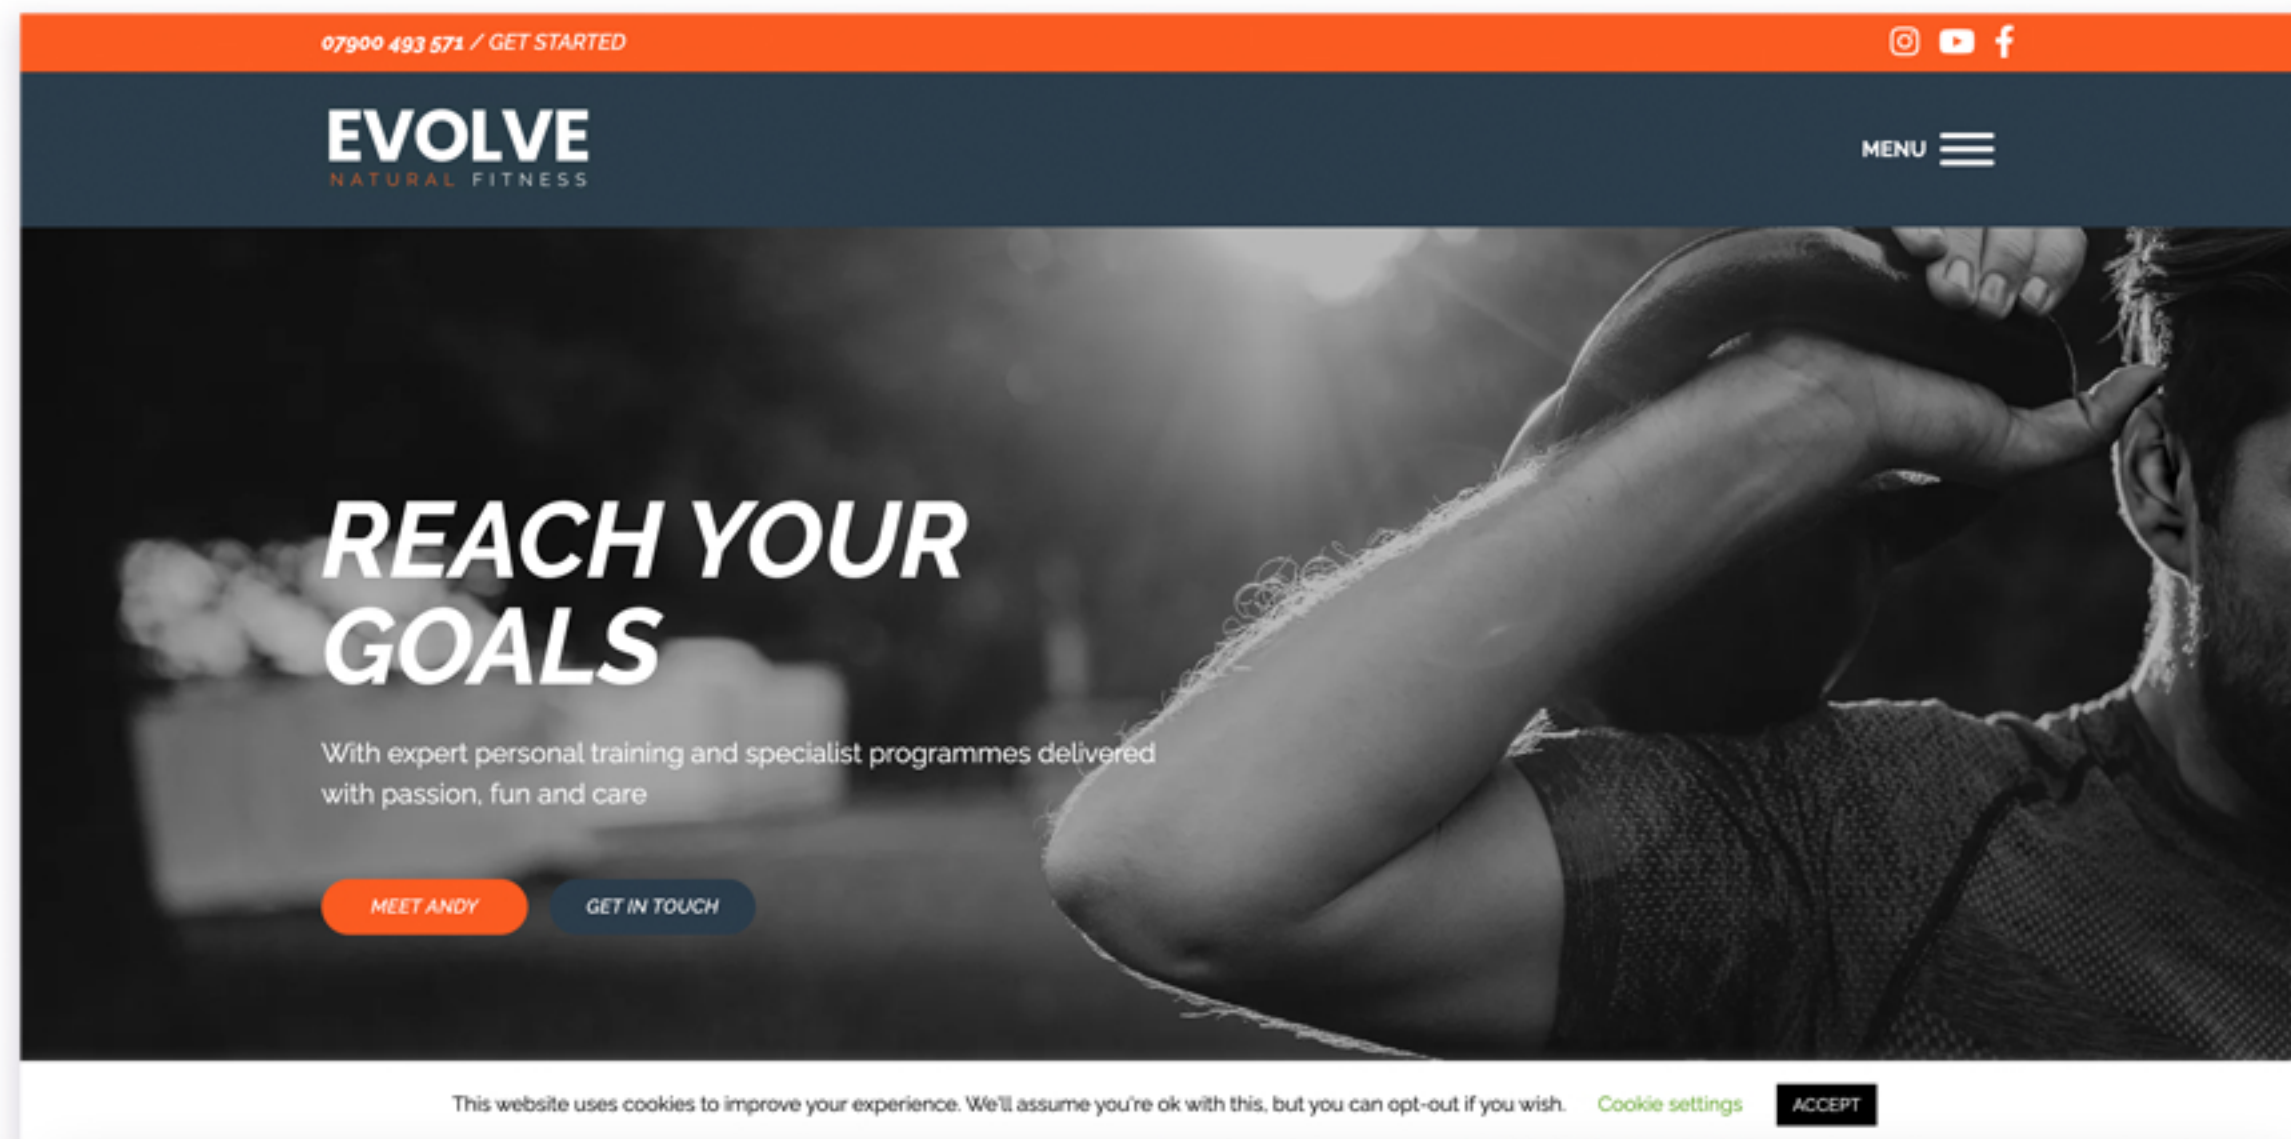 07900 493 571 / GET STARTED
EVOLVE
NATURAL FITNESS
MENU
REACH YOUR
GOALS
With expert personal training and specialist programmes delivered
with passion, fun and care
MEET ANDY
GET IN TOUCH
This website uses cookies to improve your experience. We'll assume you're ok with this, but you can opt-out if you wish. Cookie settings ACCEPT